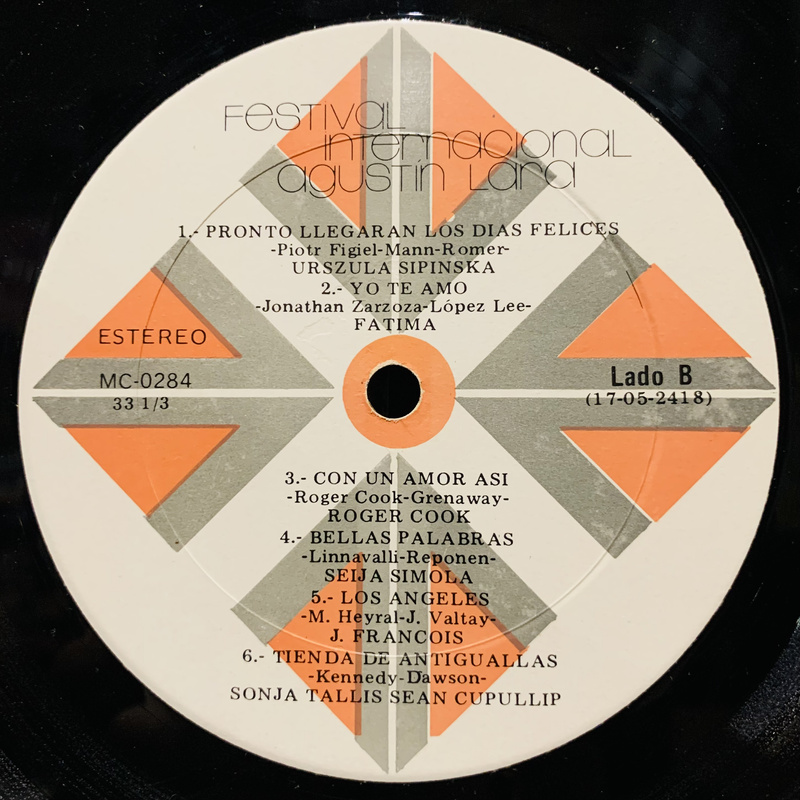 Festival
internacional
agustín Lara
1.- PRONTO LLEGARAN LOS DIAS FELICES
-Piotr Figiel-Mann-Romer-
URSZULA SIPINSKA
2.- YO TE AMO
-Jonathan Zarzoza-López Lee-
FATIMA
ESTEREO
MC-0284
33 1/3
Lado B
(17-05-2418)
3.- CON UN AMOR ASI
-Roger Cook-Grenaway-
ROGER COOK
4.- BELLAS PALABRAS
-Linnavalli-Reponen-
SEIJA SIMOLA
5.- LOS ANGELES
-M. Heyral-J. Valtay-
J. FRANCOIS
6.- TIENDA DE ANTIGUALLAS
-Kennedy-Dawson-
SONJA TALLIS SEAN CUPULLIP